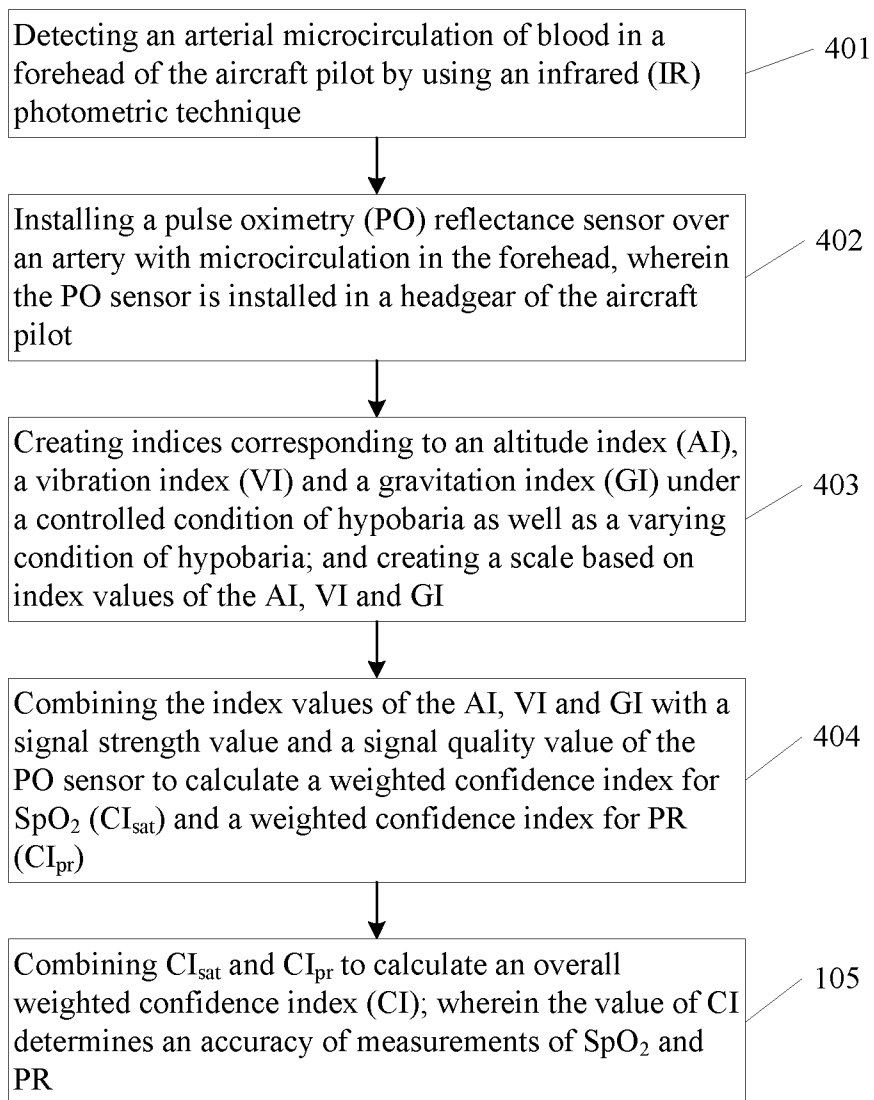 Detecting an arterial microcirculation of blood in a
forehead of the aircraft pilot by using an infrared (IR)
photometric technique
401
Installing a pulse oximetry (PO) reflectance sensor over
an artery with microcirculation in the forehead, wherein
the PO sensor is installed in a headgear of the aircraft
pilot
402
Creating indices corresponding to an altitude index (AI),
a vibration index (VI) and a gravitation index (GI) under
a controlled condition of hypobaria as well as a varying
condition of hypobaria; and creating a scale based on
index values of the AI, VI and GI
403
Combining the index values of the AI, VI and GI with a
signal strength value and a signal quality value of the
PO sensor to calculate a weighted confidence index for
SpO₂ (CIsat) and a weighted confidence index for PR
(CIpr)
404
Combining CIsat and CIpr to calculate an overall
weighted confidence index (CI); wherein the value of CI
determines an accuracy of measurements of SpO₂ and
PR
105